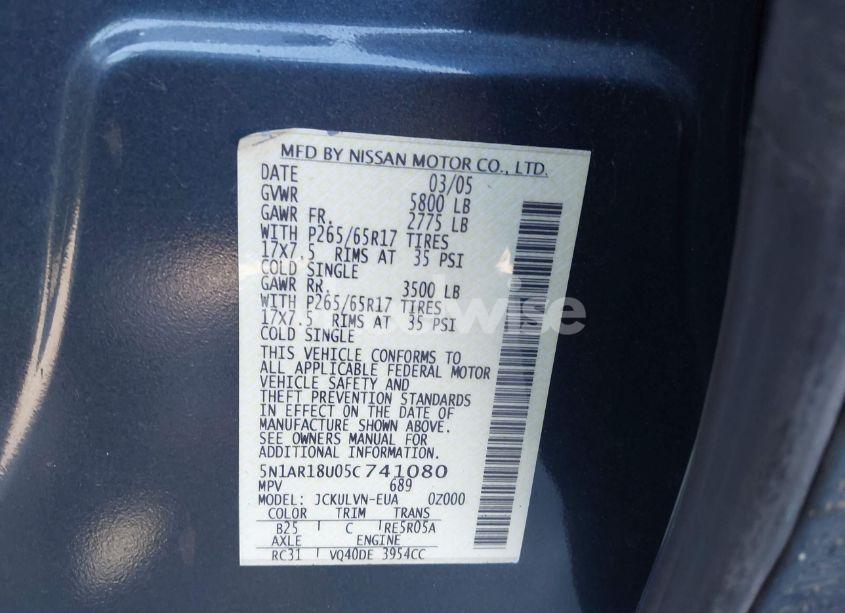 MFD BY NISSAN MOTOR CO., LTD.
DATE 03/05
GVWR 5800 LB
GAWR FR. 2775 LB
WITH P265/65R17 TIRES
17X7.5 RIMS AT 35 PSI
COLD SINGLE
GAWR RR. 3500 LB
WITH P265/65R17 TIRES
17X7.5 RIMS AT 35 PSI
COLD SINGLE
THIS VEHICLE CONFORMS TO
ALL APPLICABLE FEDERAL MOTOR
VEHICLE SAFETY AND
THEFT PREVENTION STANDARDS
IN EFFECT ON THE DATE OF
MANUFACTURE SHOWN ABOVE.
SEE OWNERS MANUAL FOR
ADDITIONAL INFORMATION.
5N1AR18U05C741080
MPV 689
MODEL: JCKULVN-EUA 0Z000
COLOR TRIM TRANS
B25 C RE5R05A
AXLE ENGINE
RC31 VQ40DE 3954CC